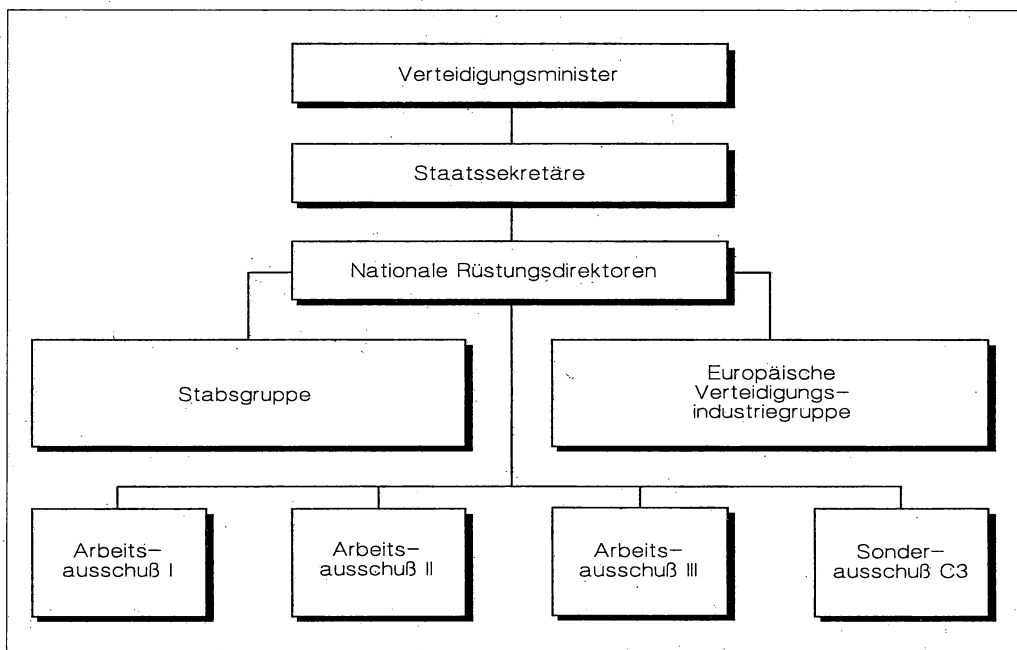 Verteidigungsminister
Staatssekretäre
Nationale Rüstungsdirektoren
Stabsgruppe
Europäische
Verteidigungs-
industriegruppe
Arbeits-
ausschuß I
Arbeits-
ausschuß II
Arbeits-
ausschuß III
Sonder-
ausschuß C3